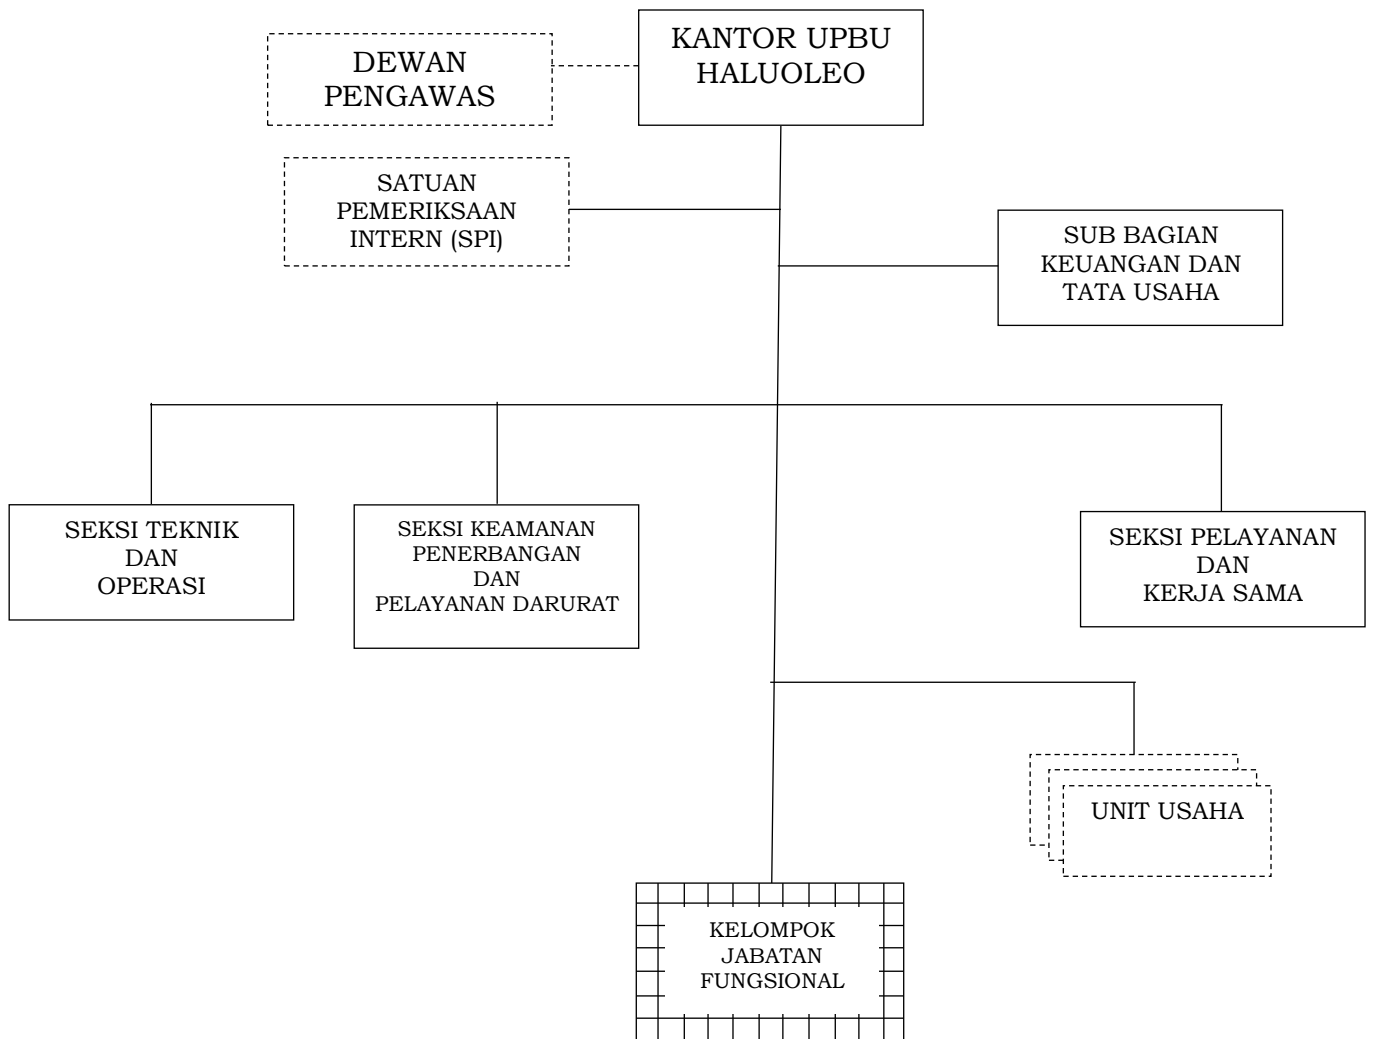 KANTOR UPBU
HALUOLEO
DEWAN
PENGAWAS
SATUAN
PEMERIKSAAN
INTERN (SPI)
SUB BAGIAN
KEUANGAN DAN
TATA USAHA
SEKSI TEKNIK
DAN
OPERASI
SEKSI KEAMANAN
PENERBANGAN
DAN
PELAYANAN DARURAT
SEKSI PELAYANAN
DAN
KERJA SAMA
UNIT USAHA
KELOMPOK
JABATAN
FUNGSIONAL